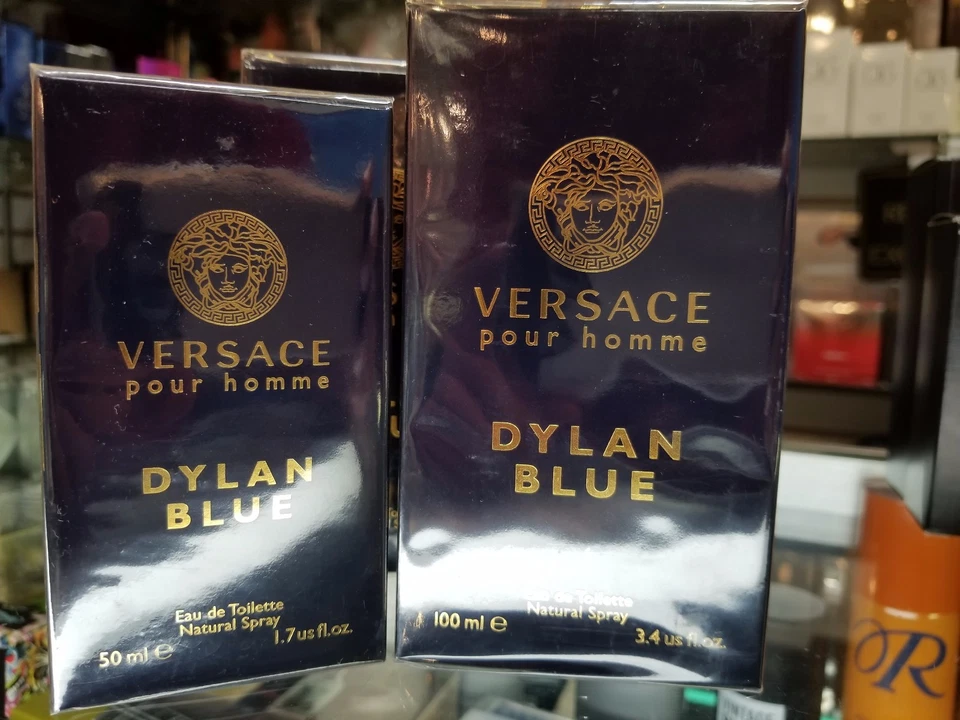 VERSACE
pour homme
DYLAN
BLUE
Eau de Toilette
Natural Spray
1.7 us fl.oz.
50 ml e
VERSACE
pour homme
DYLAN
BLUE
Eau de Toilette
Natural Spray
100 ml e
3.4 us fl.oz.
R